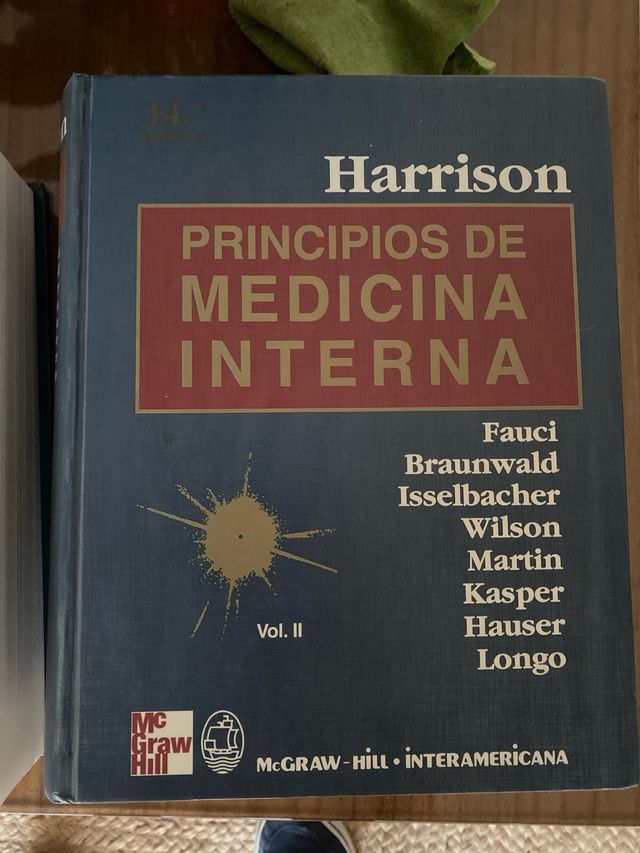 14.ª
Harrison
PRINCIPIOS DE
MEDICINA
INTERNA
Fauci
Braunwald
Isselbacher
Wilson
Martin
Kasper
Hauser
Longo
Vol. II
Mc
Graw
Hill
McGRAW-HILL • INTERAMERICANA